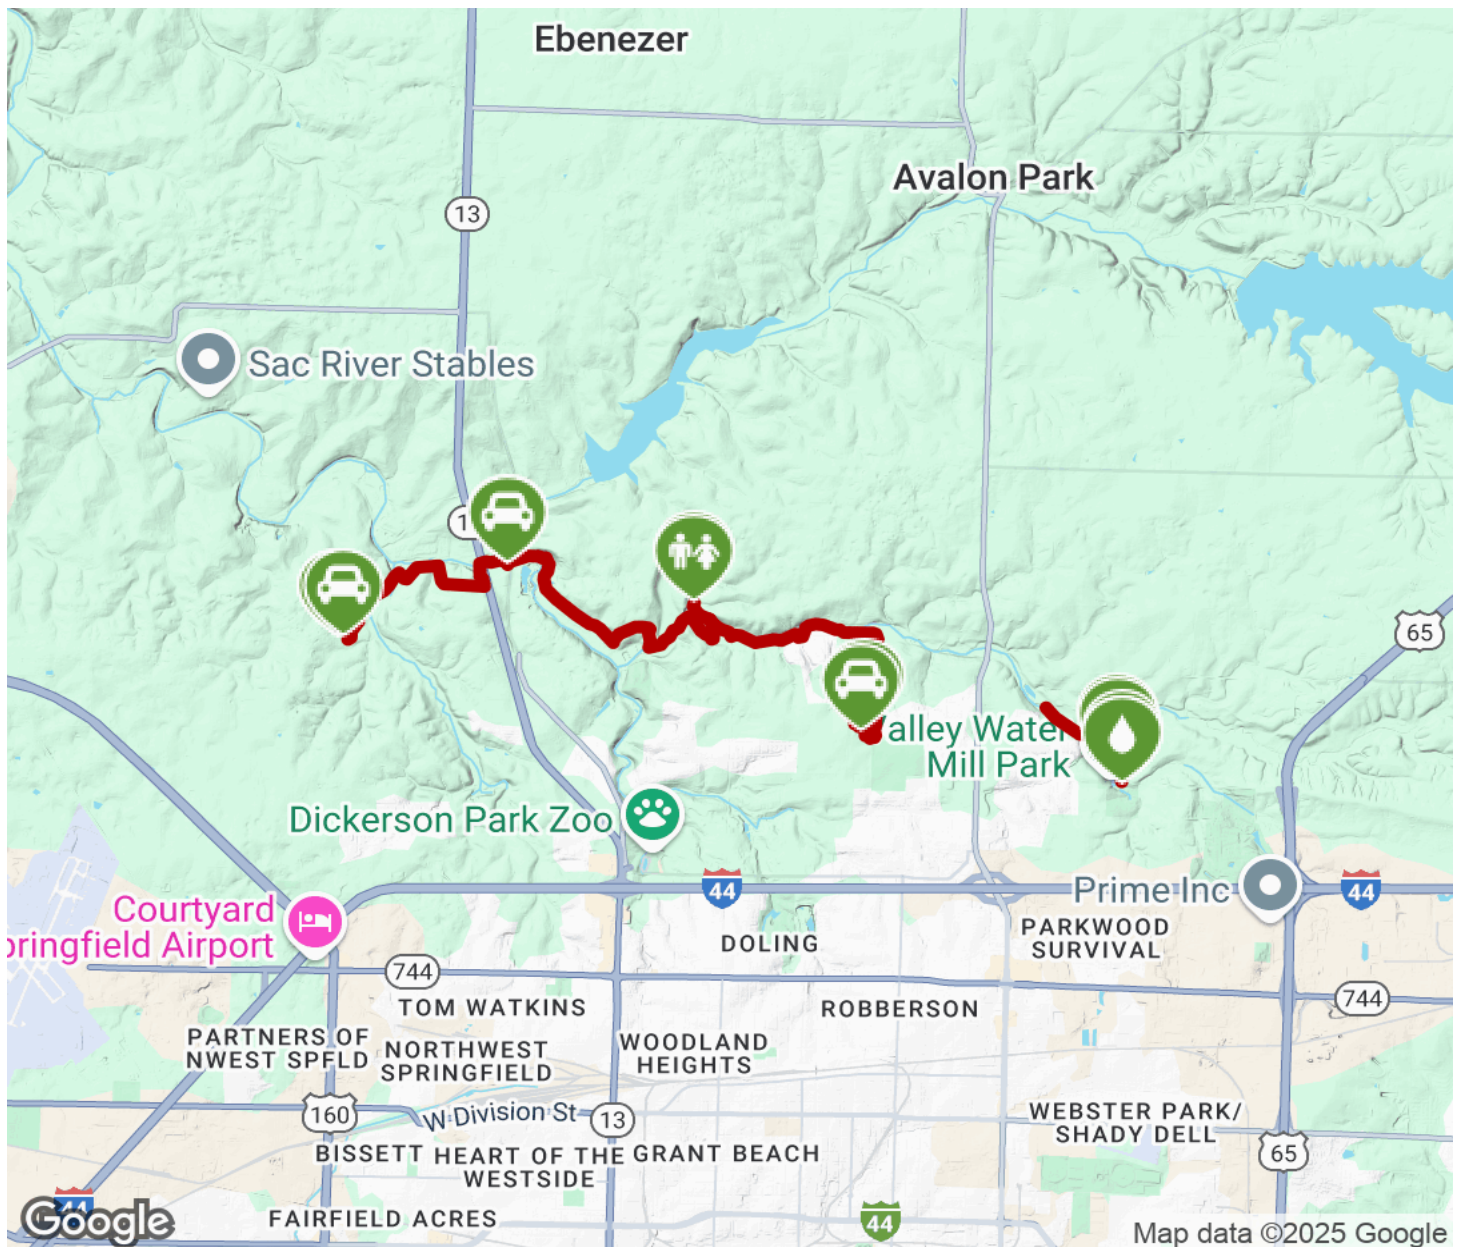 Ebenezer
Avalon Park
13
Sac River Stables
1
65
alley Water
Mill Park
Dickerson Park Zoo
44
Prime Inc
44
Courtyard
pringfield Airport
DOLING
PARKWOOD
SURVIVAL
744
744
TOM WATKINS
ROBBERSON
PARTNERS OF
NWEST SPFLD
NORTHWEST
SPRINGFIELD
WOODLAND
HEIGHTS
160
W Division St
13
WEBSTER PARK/
SHADY DELL
65
BISSETT
HEART OF THE
WESTSIDE
GRANT BEACH
44
Google
FAIRFIELD ACRES
44
Map data ©2025 Google